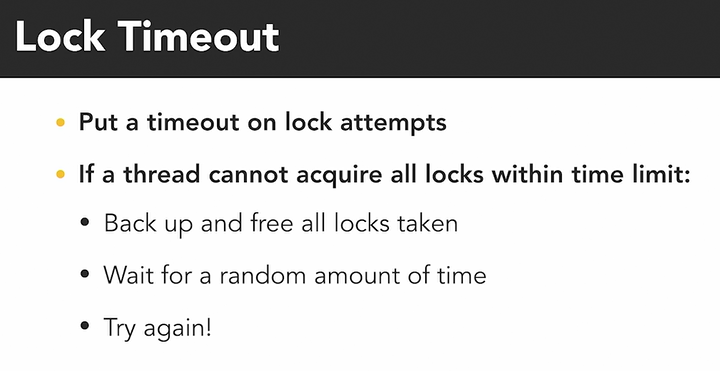 Lock Timeout
• Put a timeout on lock attempts
• If a thread cannot acquire all locks within time limit:
• Back up and free all locks taken
• Wait for a random amount of time
• Try again!